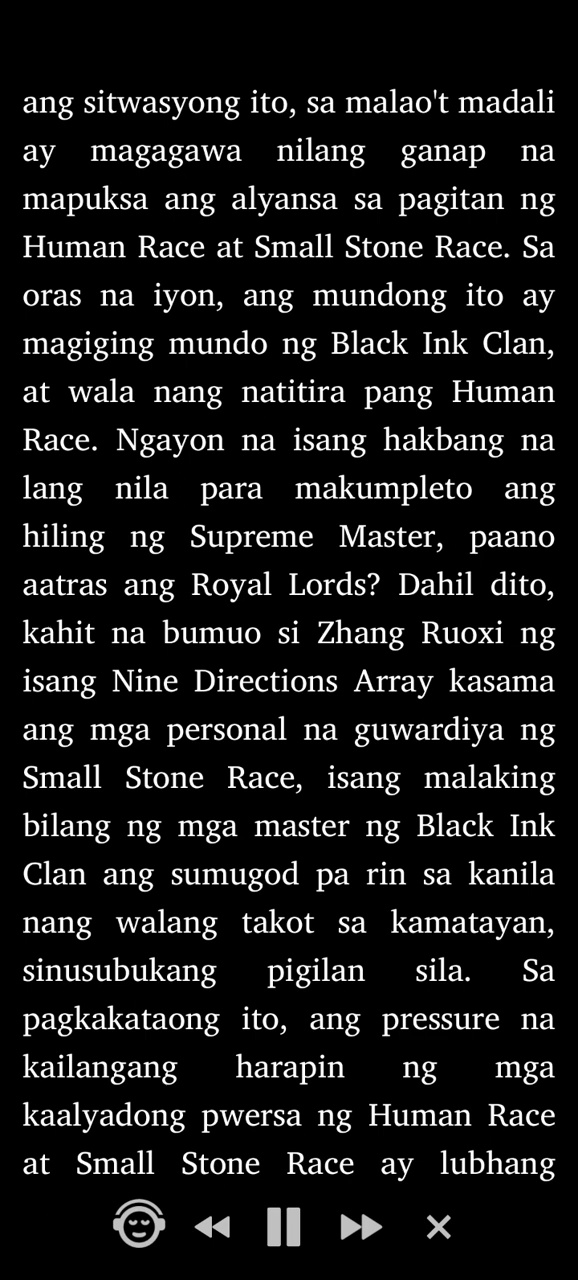 ang sitwasyong ito, sa malao't madali
ay magagawa nilang ganap na
mapuksa ang alyansa sa pagitan ng
Human Race at Small Stone Race. Sa
oras na iyon, ang mundong ito ay
magiging mundo ng Black Ink Clan,
at wala nang natitira pang Human
Race. Ngayon na isang hakbang na
lang nila para makumpleto ang
hiling ng Supreme Master, paano
aatras ang Royal Lords? Dahil dito,
kahit na bumuo si Zhang Ruoxi ng
isang Nine Directions Array kasama
ang mga personal na guwardiya ng
Small Stone Race, isang malaking
bilang ng mga master ng Black Ink
Clan ang sumugod pa rin sa kanila
nang walang takot sa kamatayan,
sinusubukang pigilan sila. Sa
pagkakataong ito, ang pressure na
kailangang harapin ng mga
kaalyadong pwersa ng Human Race
at Small Stone Race ay lubhang